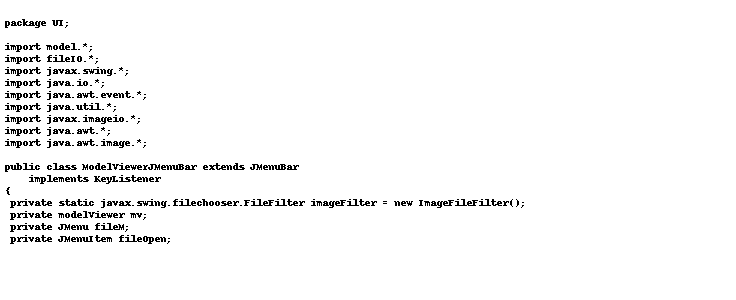 package UI;

import model.*;
import fileIO.*;
import javax.swing.*;
import java.io.*;
import java.awt.event.*;
import java.util.*;
import javax.imageio.*;
import java.awt.*;
import java.awt.image.*;

public class ModelViewerJMenuBar extends JMenuBar
    implements KeyListener
{
 private static javax.swing.filechooser.FileFilter imageFilter = new ImageFileFilter();
 private modelViewer mv;
 private JMenu fileM;
 private JMenuItem fileOpen;